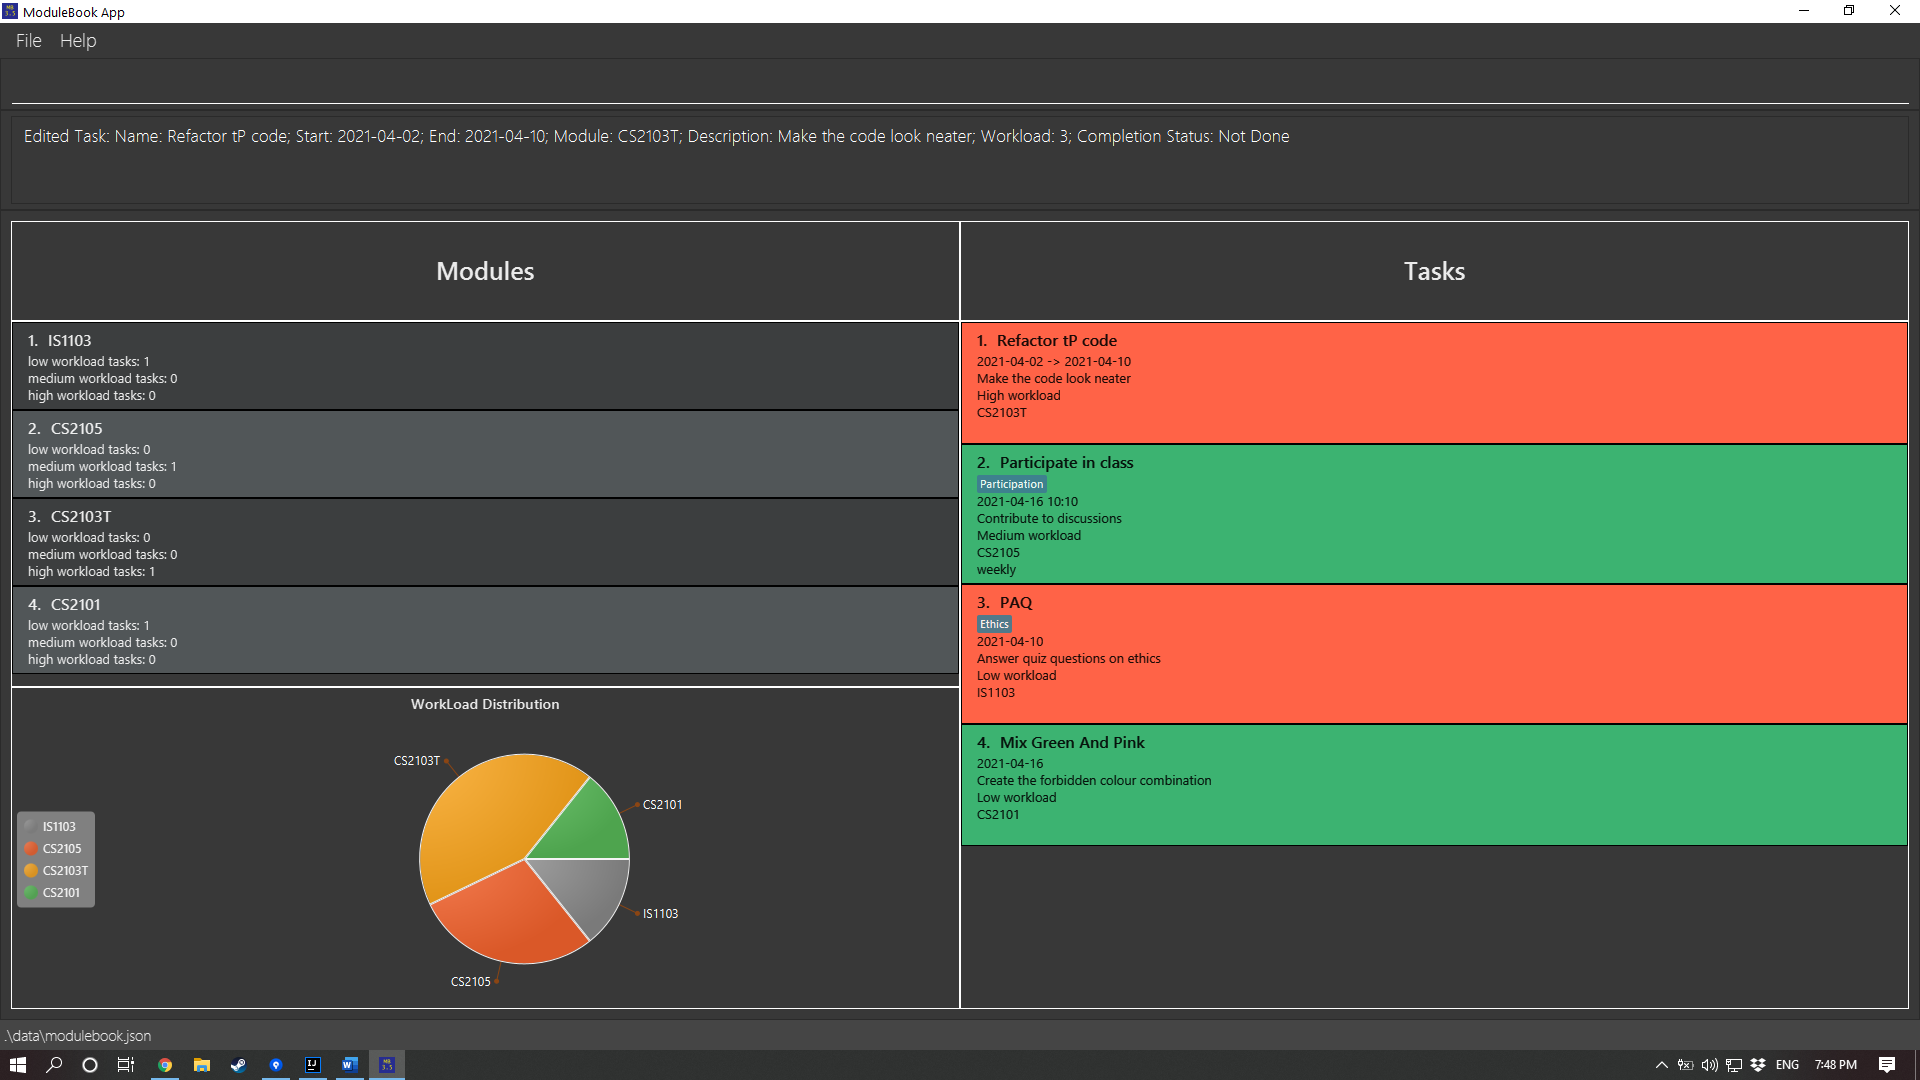 ModuleBook App
File Help
Edited Task: Name: Refactor tP code; Start: 2021-04-02; End: 2021-04-10; Module: CS2103T; Description: Make the code look neater; Workload: 3; Completion Status: Not Done
Modules
1. IS1103
low workload tasks: 1
medium workload tasks: 0
high workload tasks: 0
2. CS2105
low workload tasks: 0
medium workload tasks: 1
high workload tasks: 0
3. CS2103T
low workload tasks: 0
medium workload tasks: 0
high workload tasks: 1
4. CS2101
low workload tasks: 1
medium workload tasks: 0
high workload tasks: 0
WorkLoad Distribution
CS2103T
CS2101
IS1103
CS2105
IS1103
CS2105
CS2103T
CS2101
Tasks
1. Refactor tP code
2021-04-02 -> 2021-04-10
Make the code look neater
High workload
CS2103T
2. Participate in class
Participation
2021-04-16 10:10
Contribute to discussions
Medium workload
CS2105
weekly
3. PAQ
Ethics
2021-04-10
Answer quiz questions on ethics
Low workload
IS1103
4. Mix Green And Pink
2021-04-16
Create the forbidden colour combination
Low workload
CS2101
.\data\modulebook.json
ENG 7:48 PM